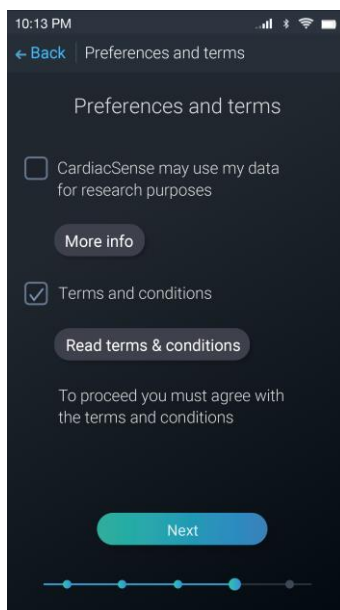 10:13 PM
← Back | Preferences and terms
Preferences and terms
CardiacSense may use my data
for research purposes
More info
Terms and conditions
Read terms & conditions
To proceed you must agree with
the terms and conditions
Next